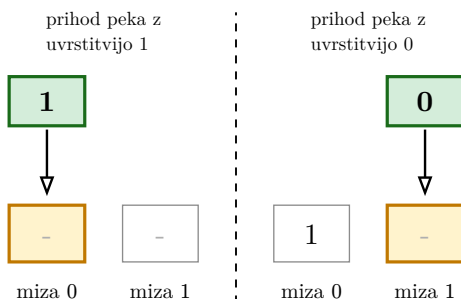 prihod peka z
uvrstitvijo 1
1
-
-
miza 0
miza 1
prihod peka z
uvrstitvijo 0
0
1
-
miza 0
miza 1